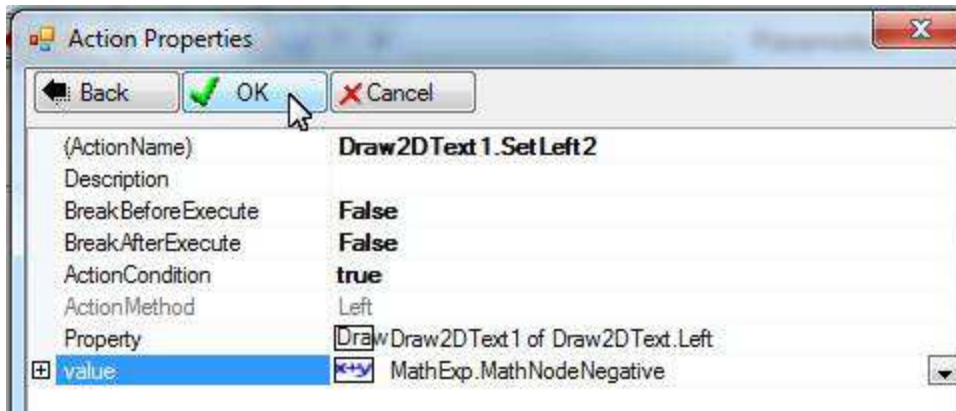 Action Properties
Back OK Cancel
(ActionName) Draw2DText1.SetLeft2
Description
BreakBeforeExecute False
BreakAfterExecute False
ActionCondition true
ActionMethod Left
Property Draw Draw2DText1 of Draw2DText.Left
value x+y MathExp.MathNodeNegative